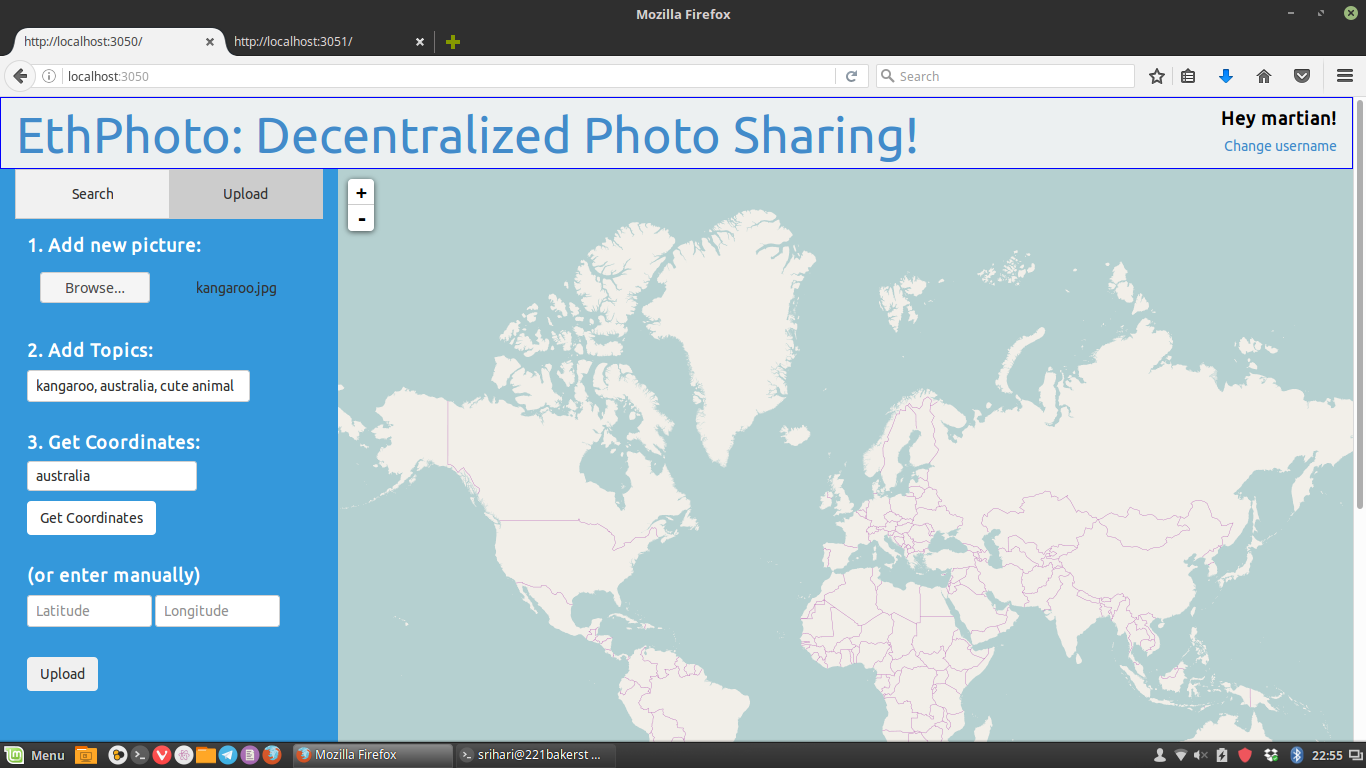 Mozilla Firefox
http://localhost:3050/
http://localhost:3051/
localhost:3050
Search
EthPhoto: Decentralized Photo Sharing!
Hey martian!
Change username
Search
Upload
+
-
1. Add new picture:
Browse...
kangaroo.jpg
2. Add Topics:
kangaroo, australia, cute animal
3. Get Coordinates:
australia
Get Coordinates
(or enter manually)
Latitude
Longitude
Upload
Menu
Mozilla Firefox
srihari@221bakerst ...
22:55